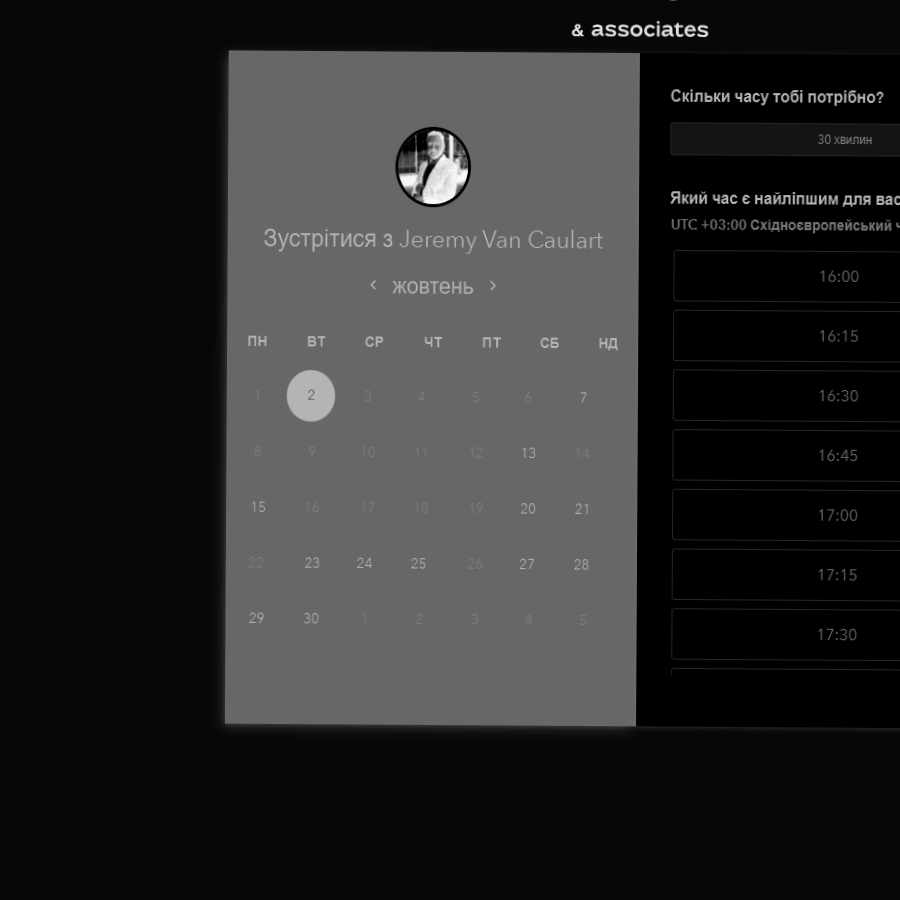 & associates
Зустрітися з Jeremy Van Caulart
жовтень
ПН ВТ СР ЧТ ПТ СБ НД
1 2 3 4 5 6 7
8 9 10 11 12 13 14
15 16 17 18 19 20 21
22 23 24 25 26 27 28
29 30 1 2 3 4 5
Скільки часу тобі потрібно?
30 хвилин
Який час є найліпшим для вас
UTC +03:00 Східноєвропейський
16:00
16:15
16:30
16:45
17:00
17:15
17:30